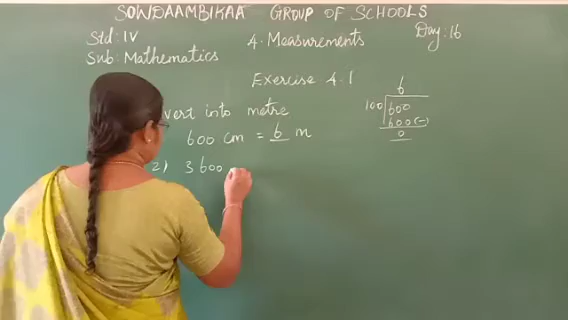 SOWDAAMBIKAA GROUP OF SCHOOLS
Std: IV
4. Measurements
Day: 16
Sub: Mathematics
Exercise 4.1
vert into metre
600 cm = 6 m
2) 3600
6
100 600
600 (-)
0